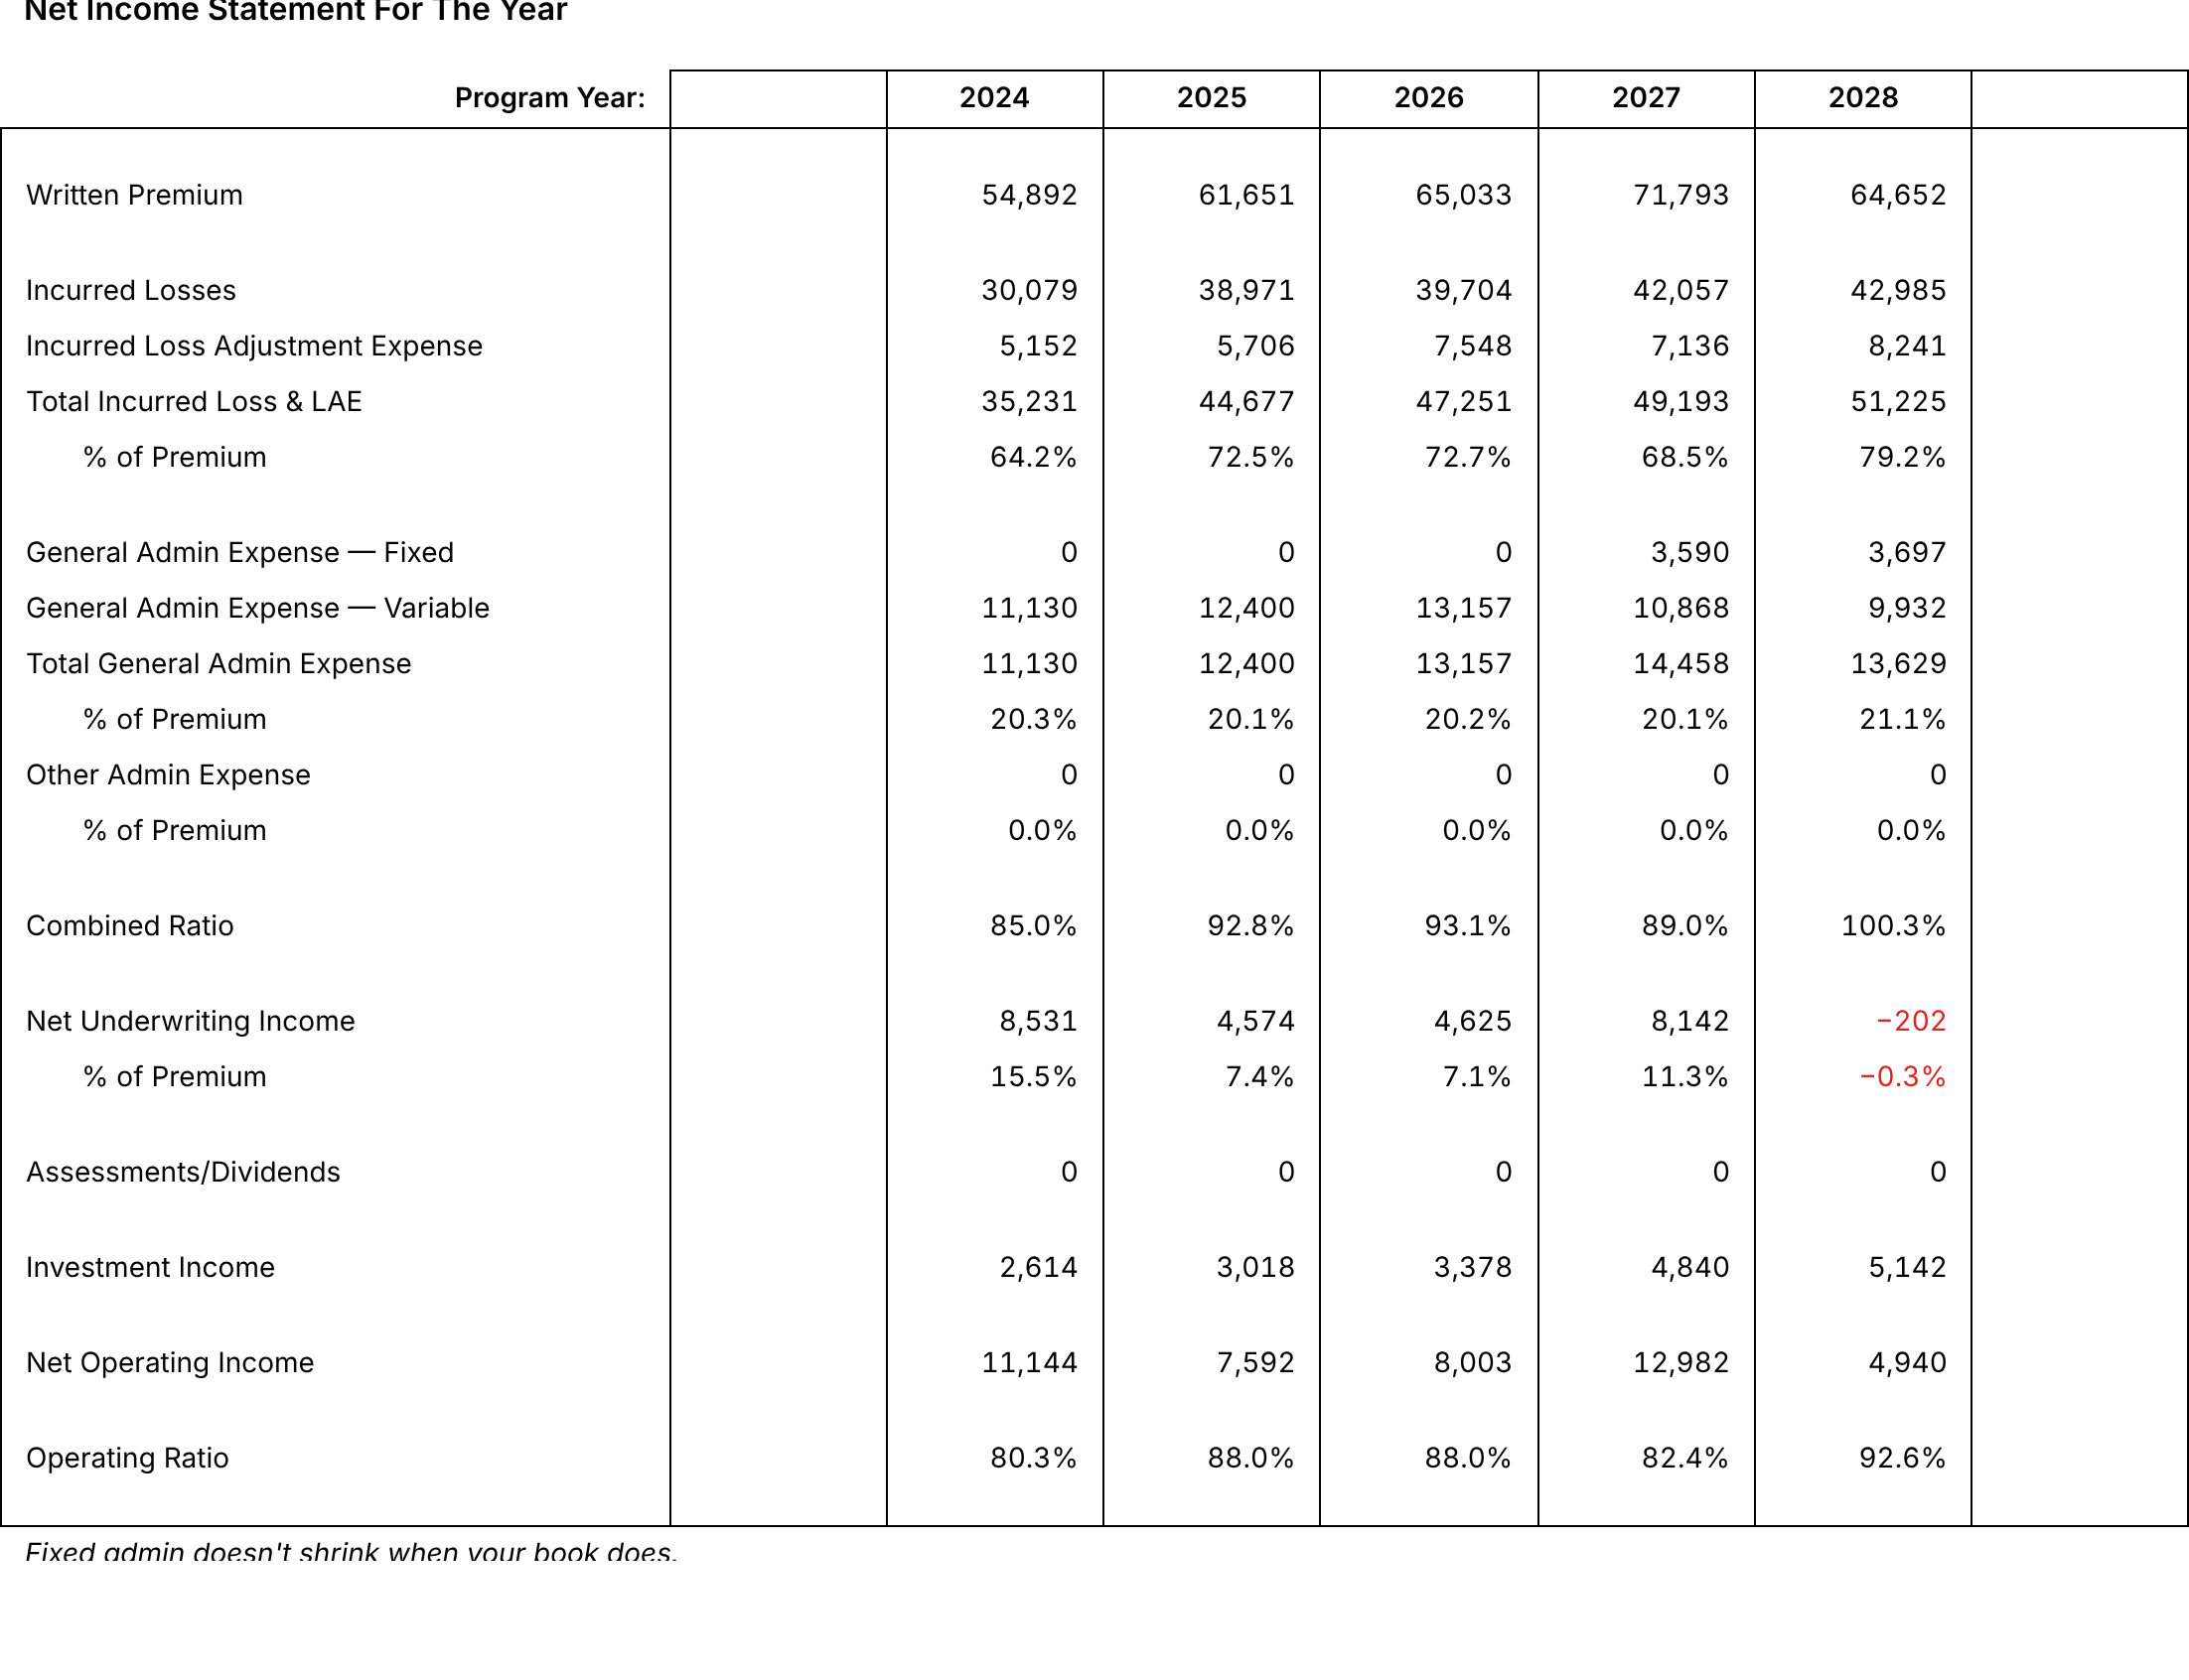 Net Income Statement For The Year
Program Year: 2024 2025 2026 2027 2028
Written Premium 54,892 61,651 65,033 71,793 64,652
Incurred Losses 30,079 38,971 39,704 42,057 42,985
Incurred Loss Adjustment Expense 5,152 5,706 7,548 7,136 8,241
Total Incurred Loss & LAE 35,231 44,677 47,251 49,193 51,225
% of Premium 64.2% 72.5% 72.7% 68.5% 79.2%
General Admin Expense — Fixed 0 0 0 3,590 3,697
General Admin Expense — Variable 11,130 12,400 13,157 10,868 9,932
Total General Admin Expense 11,130 12,400 13,157 14,458 13,629
% of Premium 20.3% 20.1% 20.2% 20.1% 21.1%
Other Admin Expense 0 0 0 0 0
% of Premium 0.0% 0.0% 0.0% 0.0% 0.0%
Combined Ratio 85.0% 92.8% 93.1% 89.0% 100.3%
Net Underwriting Income 8,531 4,574 4,625 8,142 −202
% of Premium 15.5% 7.4% 7.1% 11.3% −0.3%
Assessments/Dividends 0 0 0 0 0
Investment Income 2,614 3,018 3,378 4,840 5,142
Net Operating Income 11,144 7,592 8,003 12,982 4,940
Operating Ratio 80.3% 88.0% 88.0% 82.4% 92.6%
Fixed admin doesn't shrink when your book does.